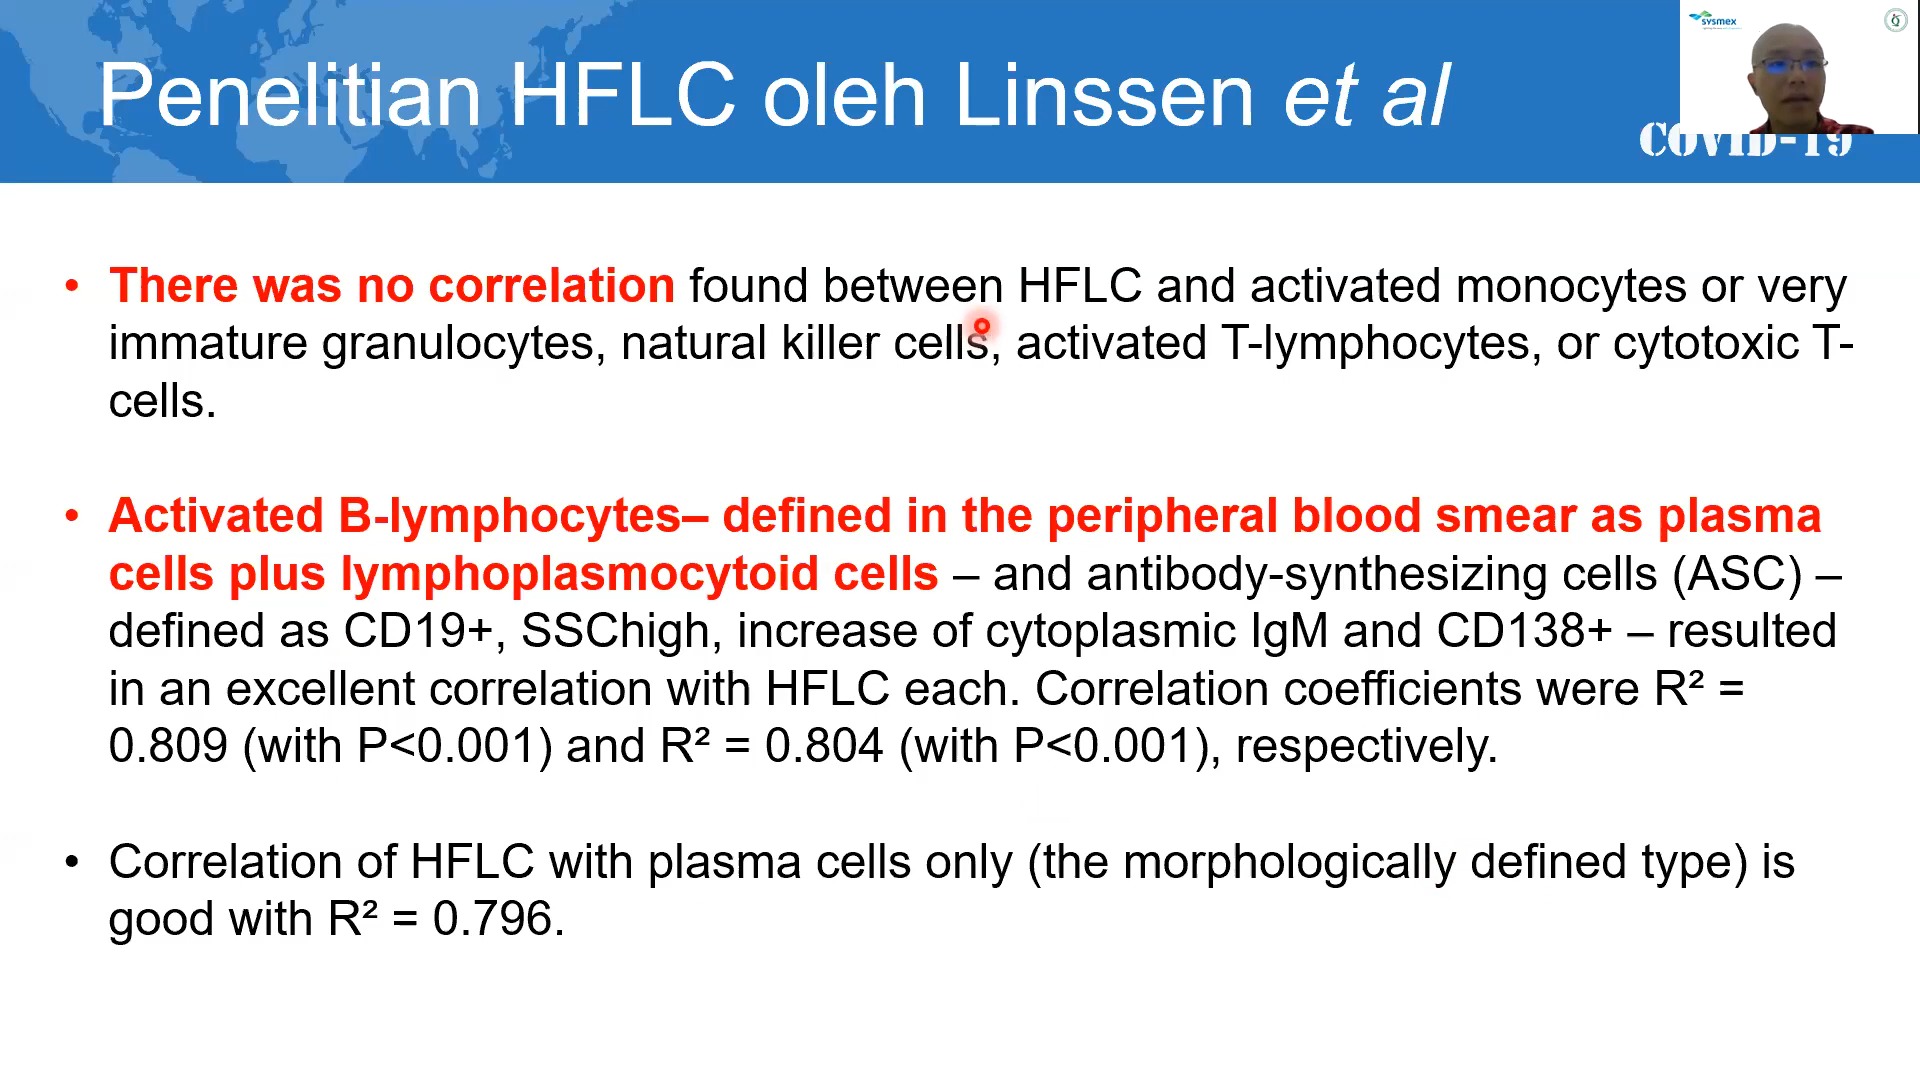 sysmex
Penelitian HFLC oleh Linssen et al
COVID-19
• There was no correlation found between HFLC and activated monocytes or very
immature granulocytes, natural killer cells, activated T-lymphocytes, or cytotoxic T-
cells.
• Activated B-lymphocytes– defined in the peripheral blood smear as plasma
cells plus lymphoplasmocytoid cells – and antibody-synthesizing cells (ASC) –
defined as CD19+, SSChigh, increase of cytoplasmic IgM and CD138+ – resulted
in an excellent correlation with HFLC each. Correlation coefficients were R² =
0.809 (with P<0.001) and R² = 0.804 (with P<0.001), respectively.
• Correlation of HFLC with plasma cells only (the morphologically defined type) is
good with R² = 0.796.